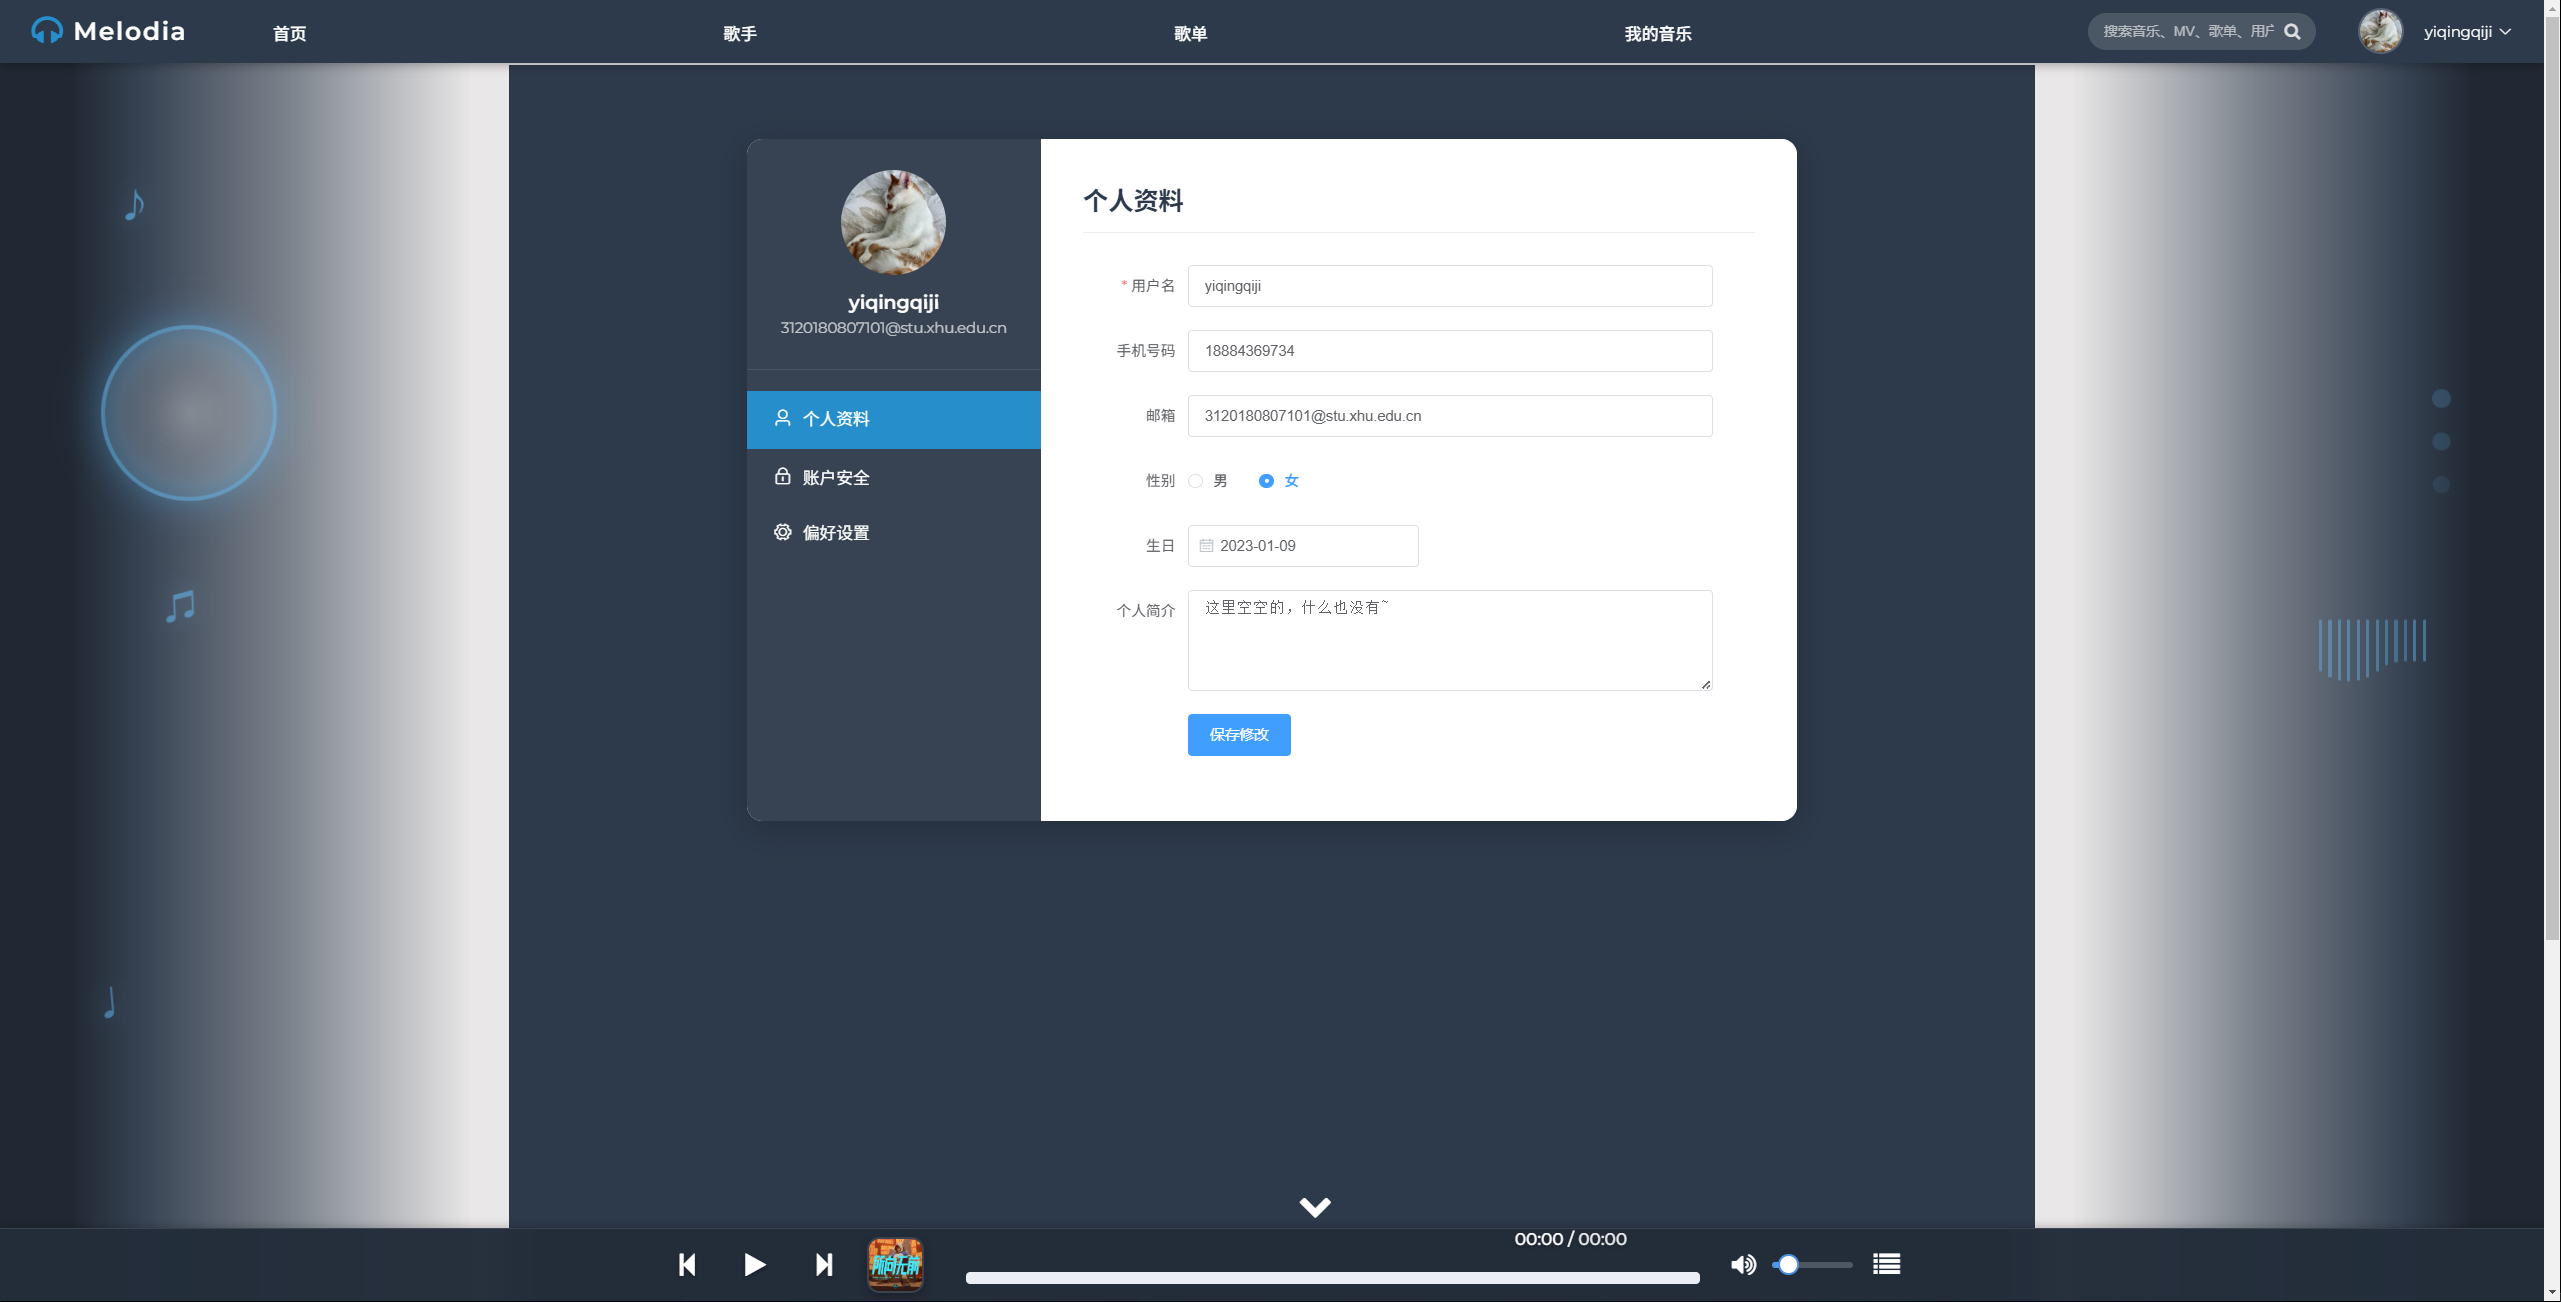 Melodia
首页
歌手
歌单
我的音乐
搜索音乐、MV、歌单、用户
yiqingqiji
yiqingqiji
3120180807101@stu.xhu.edu.cn
个人资料
账户安全
偏好设置
个人资料
* 用户名 yiqingqiji
手机号码 18884369734
邮箱 3120180807101@stu.xhu.edu.cn
性别 男 女
生日 2023-01-09
个人简介 这里空空的，什么也没有~
保存修改
所向无前
00:00 / 00:00